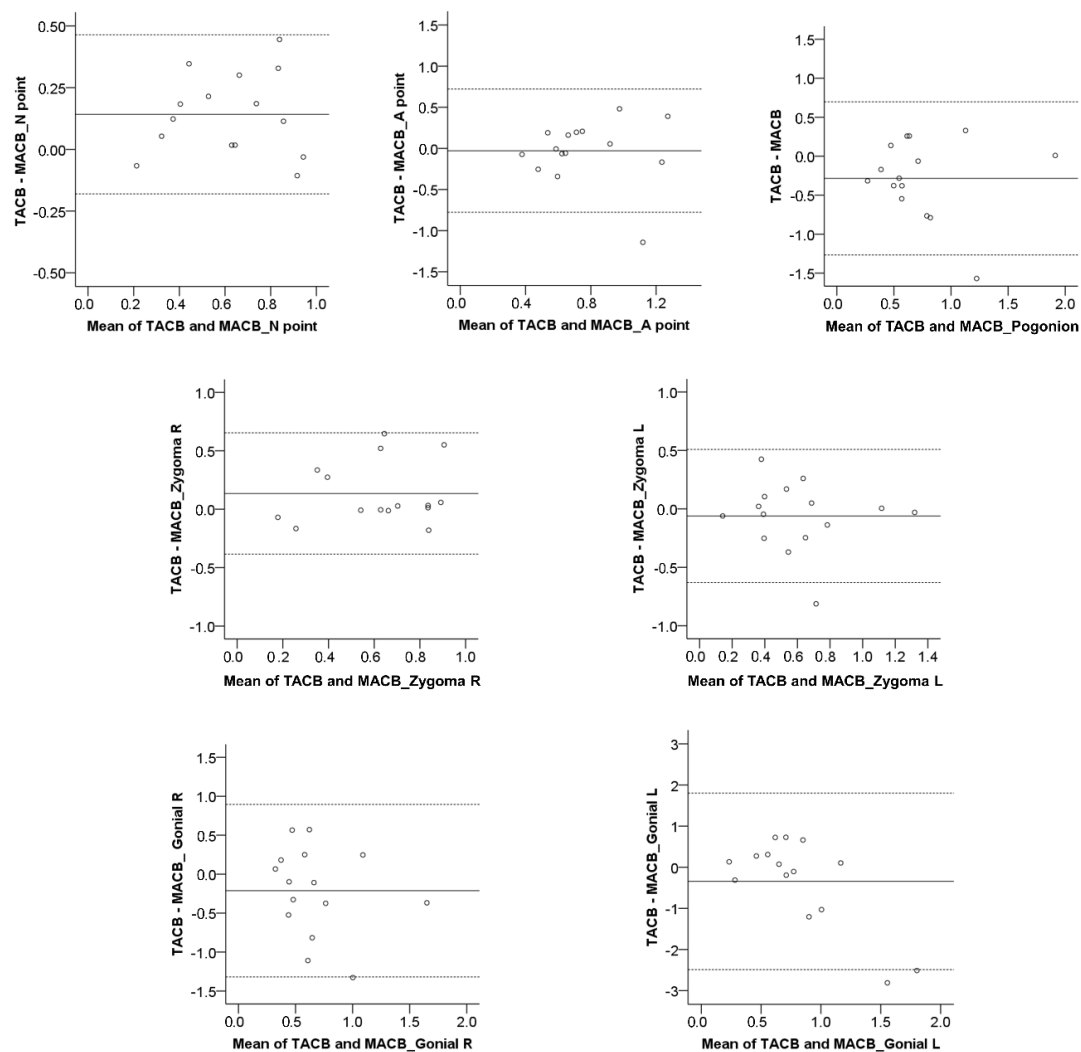 0.50
0.25
0.00
-0.25
-0.50
TACB - MACB_N point
0.0 0.2 0.4 0.6 0.8 1.0
Mean of TACB and MACB_N point
1.5
1.0
0.5
0.0
-0.5
-1.0
-1.5
TACB - MACB_A point
0.0 0.4 0.8 1.2
Mean of TACB and MACB_A point
1.5
1.0
0.5
0.0
-0.5
-1.0
-1.5
TACB - MACB
0.0 0.5 1.0 1.5 2.0
Mean of TACB and MACB_Pogonion
1.0
0.5
0.0
-0.5
-1.0
TACB - MACB_Zygoma R
0.0 0.2 0.4 0.6 0.8 1.0
Mean of TACB and MACB_Zygoma R
1.0
0.5
0.0
-0.5
-1.0
TACB - MACB_Zygoma L
0.0 0.2 0.4 0.6 0.8 1.0 1.2 1.4
Mean of TACB and MACB_Zygoma L
1.5
1.0
0.5
0.0
-0.5
-1.0
-1.5
TACB - MACB_ Gonial R
0.0 0.5 1.0 1.5 2.0
Mean of TACB and MACB_Gonial R
3
2
1
0
-1
-2
-3
TACB - MACB_Gonial L
0.0 0.5 1.0 1.5 2.0
Mean of TACB and MACB_Gonial L